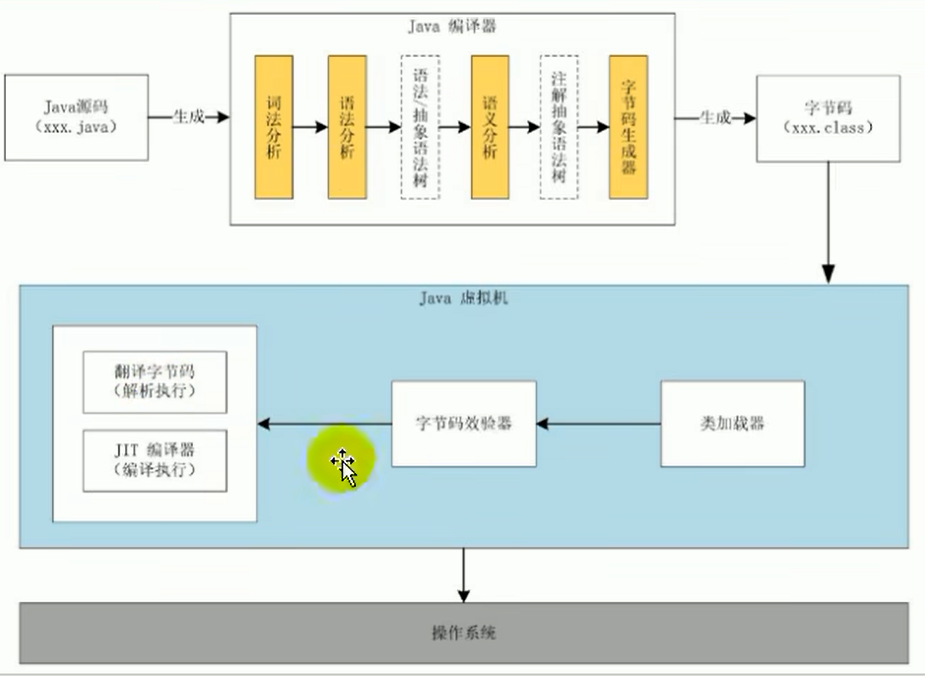 Java 编译器
Java源码
（xxx.java）
生成
词法分析
语法分析
语法/抽象语法树
语义分析
注解抽象语法树
字节码生成器
生成
字节码
（xxx.class）
Java 虚拟机
翻译字节码
（解析执行）
JIT 编译器
（编译执行）
字节码效验器
类加载器
操作系统